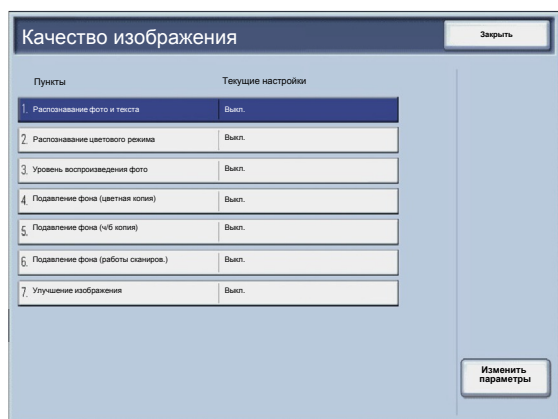 Качество изображения
Закрыть
Пункты Текущие настройки
1. Распознавание фото и текста Выкл.
2. Распознавание цветового режима Выкл.
3. Уровень воспроизведения фото Выкл.
4. Подавление фона (цветная копия) Выкл.
5. Подавление фона (ч/б копия) Выкл.
6. Подавление фона (работы сканиров.) Выкл.
7. Улучшение изображения Выкл.
Изменить
параметры